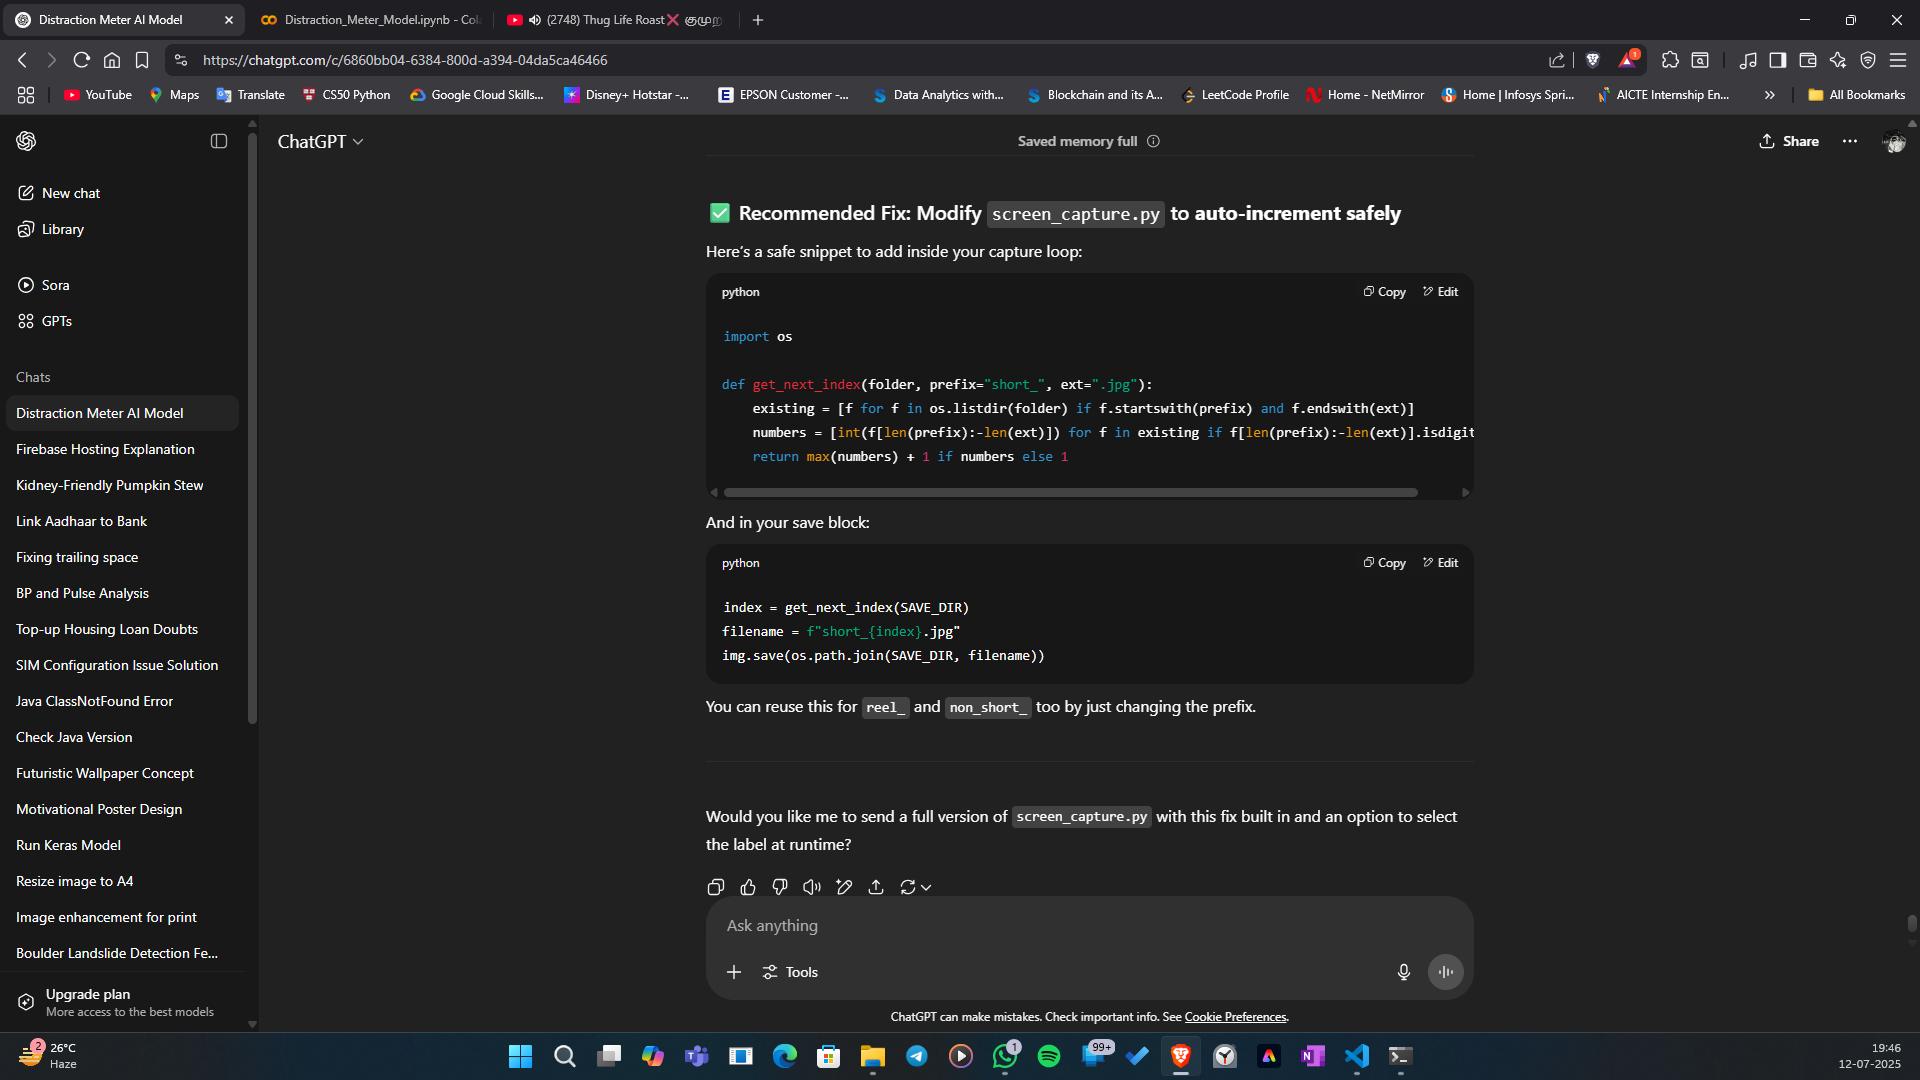 Distraction Meter AI Model
Distraction_Meter_Model.ipynb - Col
(2748) Thug Life Roast❌ குமுற
https://chatgpt.com/c/6860bb04-6384-800d-a394-04da5ca46466
1
YouTube
Maps
Translate
CS50 Python
Google Cloud Skills...
Disney+ Hotstar -...
EPSON Customer -...
Data Analytics with...
Blockchain and its A...
LeetCode Profile
Home - NetMirror
Home | Infosys Spri...
AICTE Internship En...
All Bookmarks
ChatGPT
Saved memory full
Share
New chat
Library
Sora
GPTs
Chats
Distraction Meter AI Model
Firebase Hosting Explanation
Kidney-Friendly Pumpkin Stew
Link Aadhaar to Bank
Fixing trailing space
BP and Pulse Analysis
Top-up Housing Loan Doubts
SIM Configuration Issue Solution
Java ClassNotFound Error
Check Java Version
Futuristic Wallpaper Concept
Motivational Poster Design
Run Keras Model
Resize image to A4
Image enhancement for print
Boulder Landslide Detection Fe...
Upgrade plan
More access to the best models
✅ Recommended Fix: Modify screen_capture.py to auto-increment safely
Here's a safe snippet to add inside your capture loop:
python
Copy
Edit
import os
def get_next_index(folder, prefix="short_", ext=".jpg"):
    existing = [f for f in os.listdir(folder) if f.startswith(prefix) and f.endswith(ext)]
    numbers = [int(f[len(prefix):-len(ext)]) for f in existing if f[len(prefix):-len(ext)].isdigit
    return max(numbers) + 1 if numbers else 1
And in your save block:
python
Copy
Edit
index = get_next_index(SAVE_DIR)
filename = f"short_{index}.jpg"
img.save(os.path.join(SAVE_DIR, filename))
You can reuse this for reel_ and non_short_ too by just changing the prefix.
Would you like me to send a full version of screen_capture.py with this fix built in and an option to select
the label at runtime?
Ask anything
Tools
ChatGPT can make mistakes. Check important info. See Cookie Preferences.
2
26°C
Haze
1
99+
19:46
12-07-2025